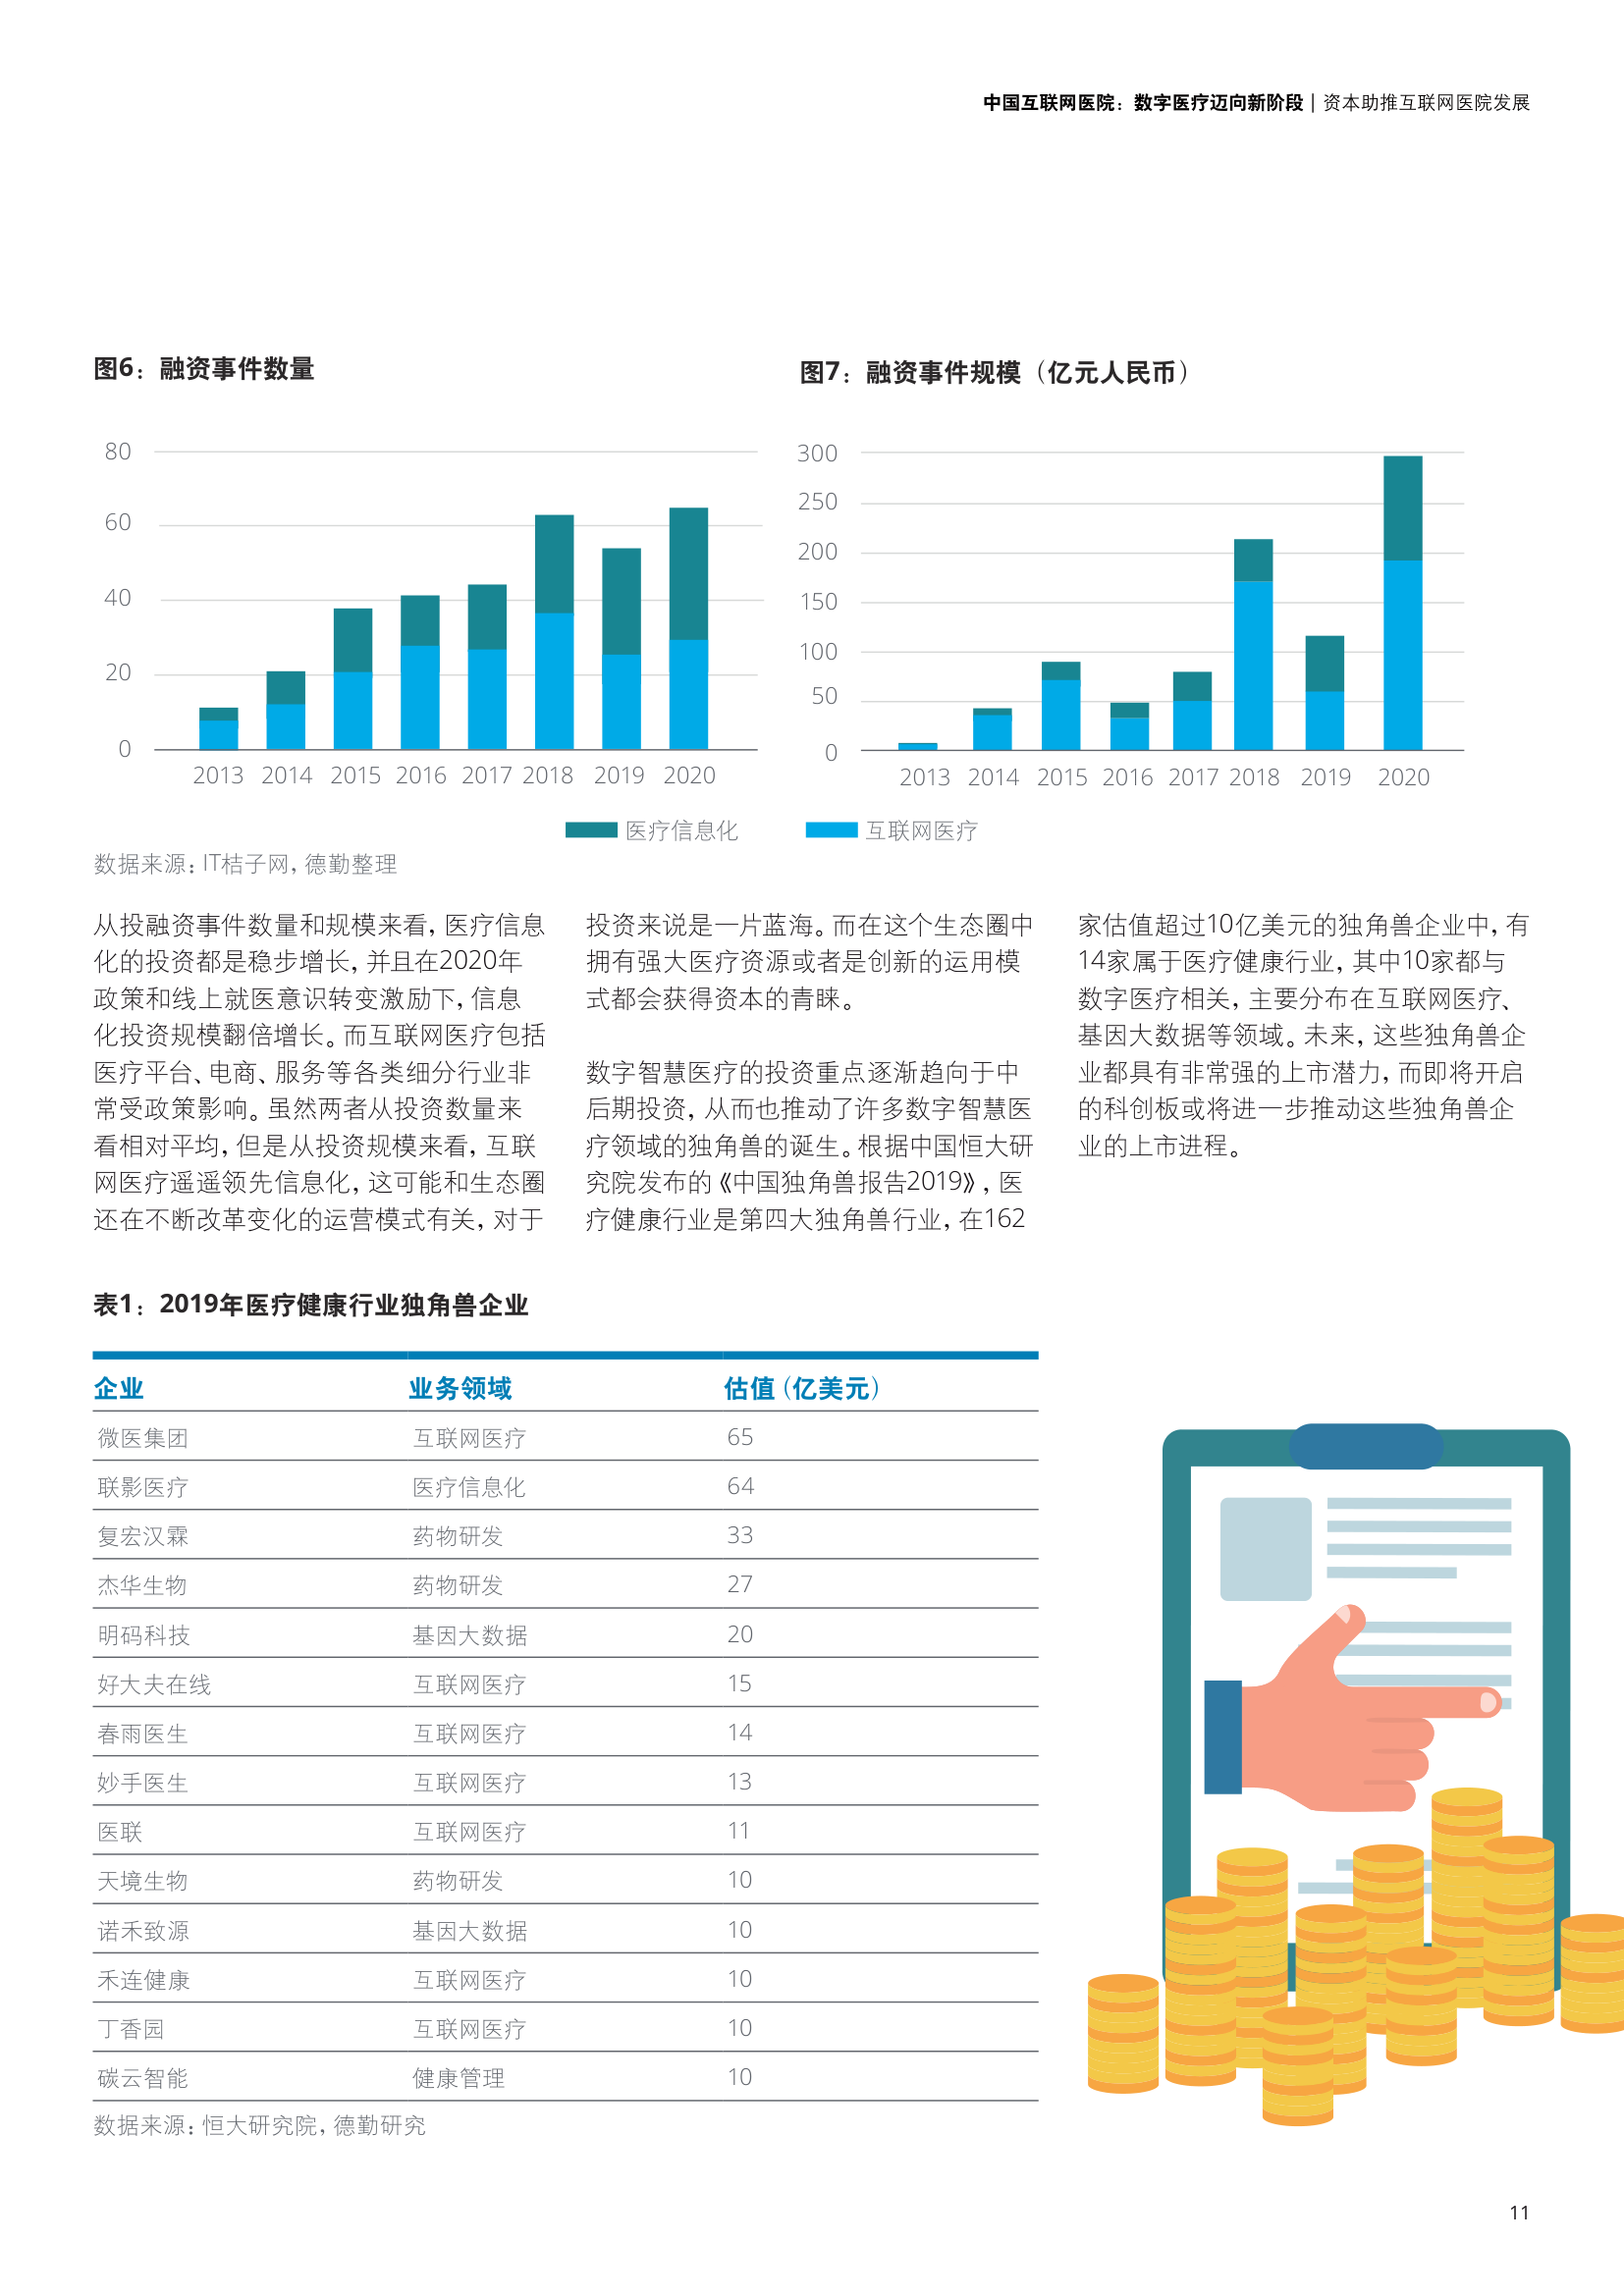 中国互联网医院：数字医疗迈向新阶段 | 资本助推互联网医院发展
图6：融资事件数量
80
60
40
20
0
2013 2014 2015 2016 2017 2018 2019 2020
图7：融资事件规模（亿元人民币）
300
250
200
150
100
50
0
2013 2014 2015 2016 2017 2018 2019 2020
医疗信息化 互联网医疗
数据来源：IT桔子网，德勤整理
从投融资事件数量和规模来看，医疗信息
化的投资都是稳步增长，并且在2020年
政策和线上就医意识转变激励下，信息
化投资规模翻倍增长。而互联网医疗包括
医疗平台、电商、服务等各类细分行业非
常受政策影响。虽然两者从投资数量来
看相对平均，但是从投资规模来看，互联
网医疗遥遥领先信息化，这可能和生态圈
还在不断改革变化的运营模式有关，对于
投资来说是一片蓝海。而在这个生态圈中
拥有强大医疗资源或者是创新的运用模
式都会获得资本的青睐。
数字智慧医疗的投资重点逐渐趋向于中
后期投资，从而也推动了许多数字智慧医
疗领域的独角兽的诞生。根据中国恒大研
究院发布的《中国独角兽报告2019》，医
疗健康行业是第四大独角兽行业，在162
家估值超过10亿美元的独角兽企业中，有
14家属于医疗健康行业，其中10家都与
数字医疗相关，主要分布在互联网医疗、
基因大数据等领域。未来，这些独角兽企
业都具有非常强的上市潜力，而即将开启
的科创板或将进一步推动这些独角兽企
业的上市进程。
表1：2019年医疗健康行业独角兽企业
企业 业务领域 估值（亿美元）
微医集团 互联网医疗 65
联影医疗 医疗信息化 64
复宏汉霖 药物研发 33
杰华生物 药物研发 27
明码科技 基因大数据 20
好大夫在线 互联网医疗 15
春雨医生 互联网医疗 14
妙手医生 互联网医疗 13
医联 互联网医疗 11
天境生物 药物研发 10
诺禾致源 基因大数据 10
禾连健康 互联网医疗 10
丁香园 互联网医疗 10
碳云智能 健康管理 10
数据来源：恒大研究院，德勤研究
11